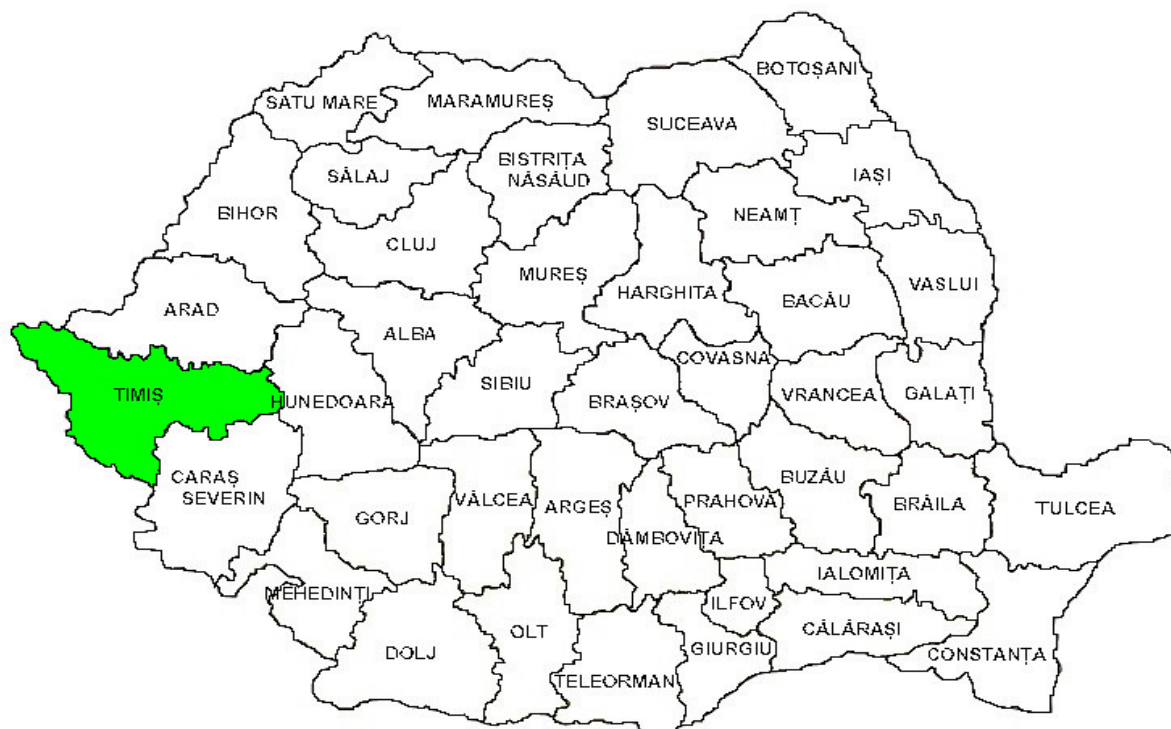 BOTOȘANI
SATU MARE
MARAMUREȘ
SUCEAVA
BISTRIȚA
NĂSĂUD
SĂLAJ
IAȘI
BIHOR
NEAMȚ
CLUJ
MUREȘ
HARGHITA
BACĂU
VASLUI
ARAD
ALBA
COVASNA
SIBIU
TIMIȘ
HUNEDOARA
BRAȘOV
VRANCEA
GALAȚI
CARAȘ
SEVERIN
VÂLCEA
ARGEȘ
PRAHOVA
BUZĂU
BRĂILA
TULCEA
GORJ
DÂMBOVIȚA
IALOMIȚA
MEHEDINȚI
ILFOV
OLT
CĂLĂRAȘI
DOLJ
GIURGIU
CONSTANȚA
TELEORMAN